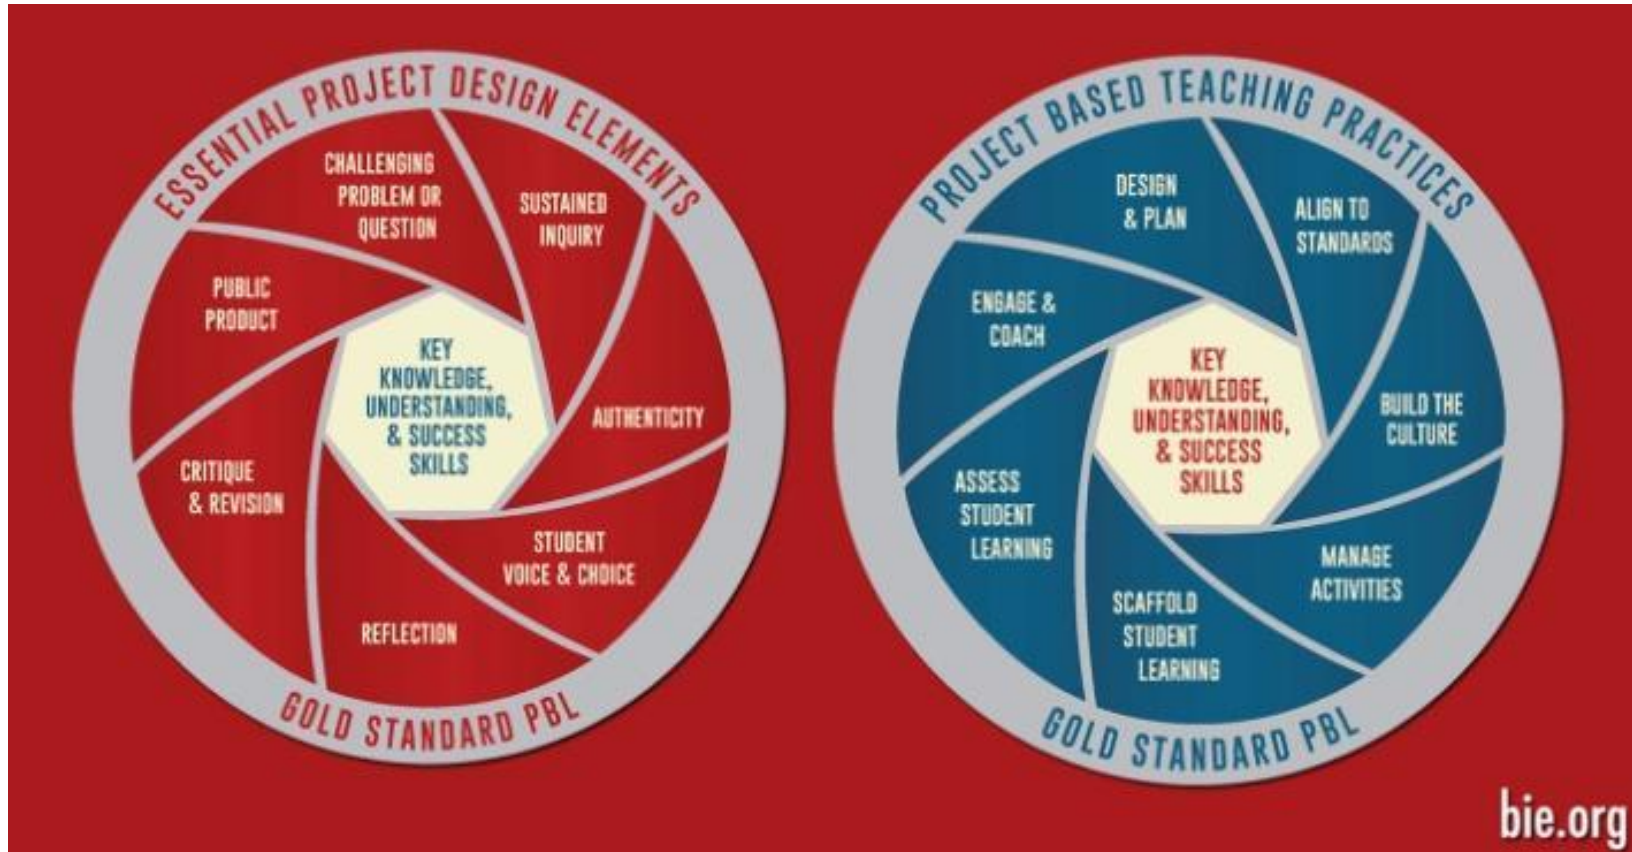 ESSENTIAL PROJECT DESIGN ELEMENTS
CHALLENGING
PROBLEM OR
QUESTION
SUSTAINED
INQUIRY
AUTHENTICITY
STUDENT
VOICE & CHOICE
REFLECTION
CRITIQUE
& REVISION
PUBLIC
PRODUCT
KEY
KNOWLEDGE,
UNDERSTANDING,
& SUCCESS
SKILLS
GOLD STANDARD PBL
PROJECT BASED TEACHING PRACTICES
DESIGN
& PLAN
ALIGN TO
STANDARDS
BUILD THE
CULTURE
MANAGE
ACTIVITIES
SCAFFOLD
STUDENT
LEARNING
ASSESS
STUDENT
LEARNING
ENGAGE &
COACH
KEY
KNOWLEDGE,
UNDERSTANDING,
& SUCCESS
SKILLS
GOLD STANDARD PBL
bie.org